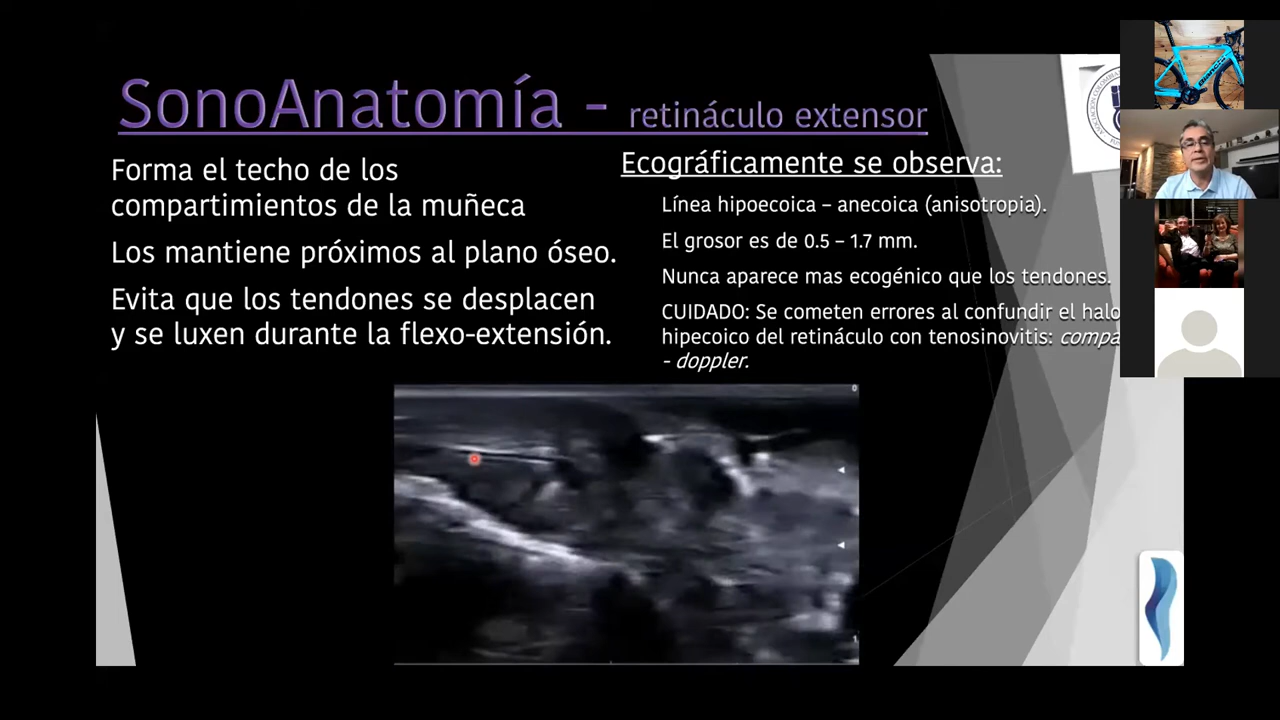 SonoAnatomía - retináculo extensor
Forma el techo de los
compartimientos de la muñeca
Los mantiene próximos al plano óseo.
Evita que los tendones se desplacen
y se luxen durante la flexo-extensión.
Ecográficamente se observa:
Línea hipoecoica – anecoica (anisotropia).
El grosor es de 0.5 – 1.7 mm.
Nunca aparece mas ecogénico que los tendones.
CUIDADO: Se cometen errores al confundir el halo
hipecoico del retináculo con tenosinovitis: compa
- doppler.
0